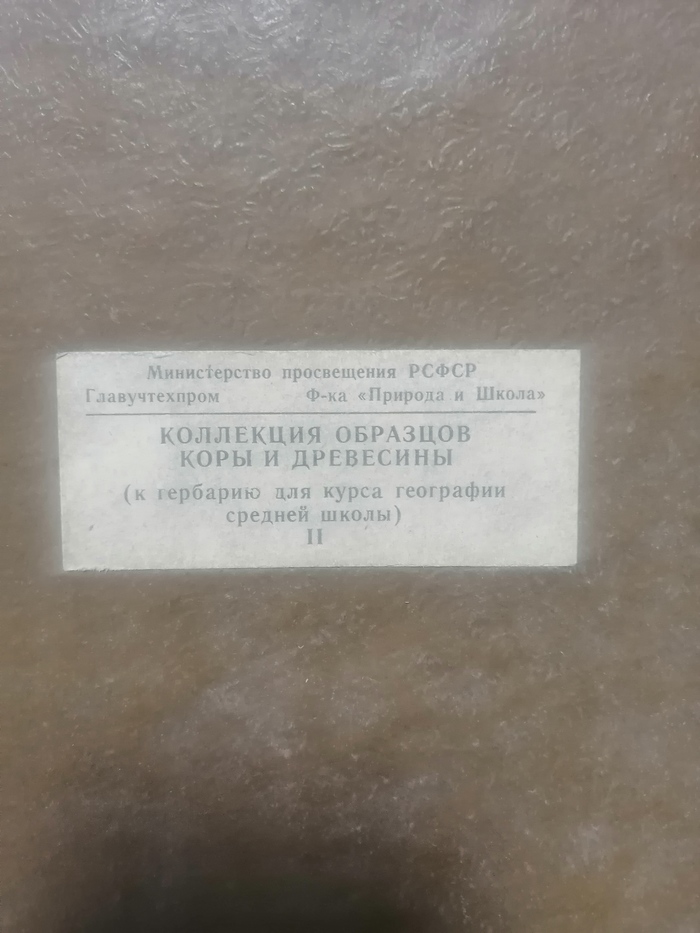 Министерство просвещения РСФСР
Главучтехпром Ф-ка «Природа и Школа»
КОЛЛЕКЦИЯ ОБРАЗЦОВ
КОРЫ И ДРЕВЕСИНЫ
(к гербарию для курса географии
средней школы)
II